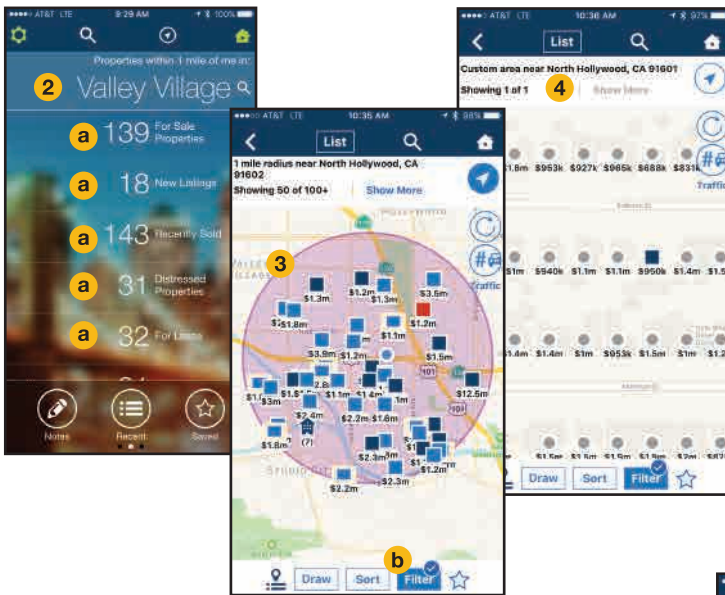 AT&T LTE 9:29 AM 100%
Properties within 1 mile of me in:
2 Valley Village
a 139 For Sale Properties
a 18 New Listings
a 143 Recently Sold
a 31 Distressed Properties
a 32 For Lease
Notes Recent Saved
AT&T LTE 10:35 AM 98%
List
1 mile radius near North Hollywood, CA
91602
Showing 50 of 100+ Show More
3
Traffic
$1.3m $1.2m $1.3m $3.5m
$1.8m $1.2m
$1.1m
$3.9m $1.2m $1.5m
$3m $1.1m $1.4m $12.5m
$2.4m $2.2m $1.6m
$1.8m (7)
$2.3m $1.2m
$2.2m $2.3m
101
b
Draw Sort Filter
AT&T LTE 10:36 AM 97%
List
Custom area near North Hollywood, CA 91601
Showing 1 of 1 4 Show More
Traffic
$1.8m $953k $927k $965k $688k $831k
$1m $940k $1.1m $1.1m $950k $1.4m
$1.4m $1.4m $1m $953k $1.5m $1m
Draw Sort Filter